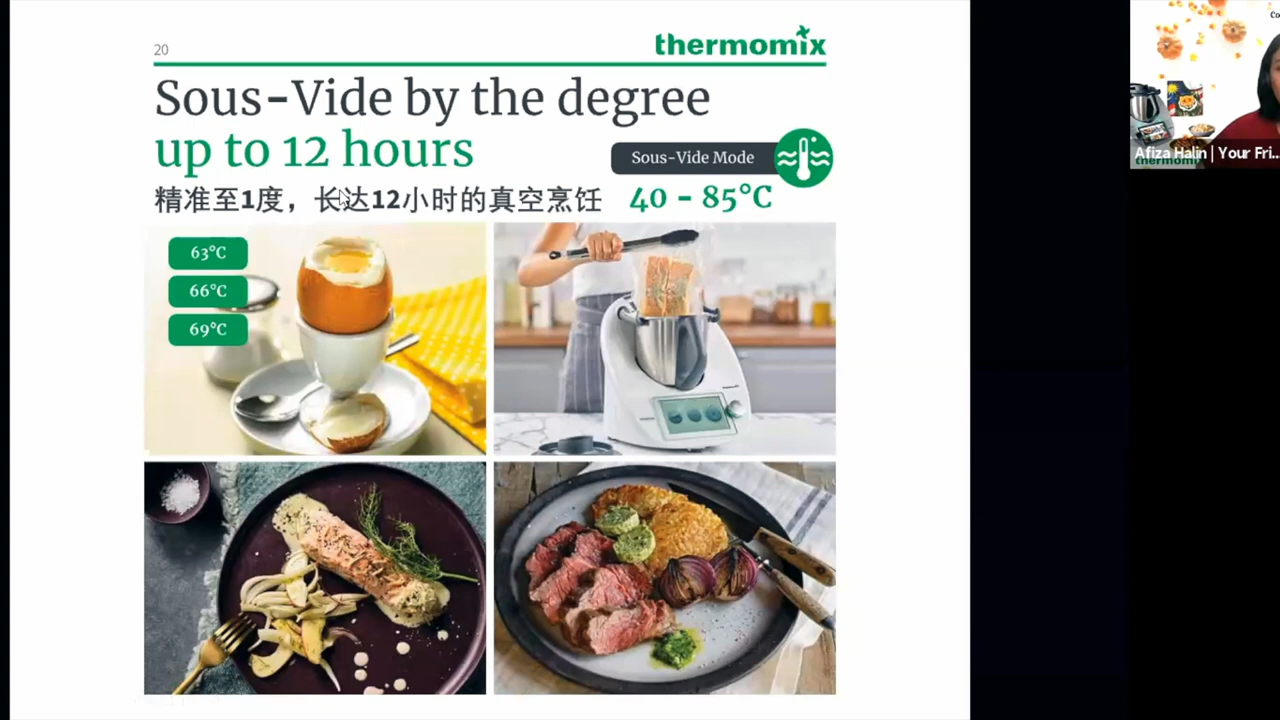 20
thermomix
Sous-Vide by the degree
up to 12 hours
Sous-Vide Mode
精准至1度，长达12小时的真空烹饪
40 - 85°C
63°C
66°C
69°C
Afiza Halin | Your Fri...
thermomix